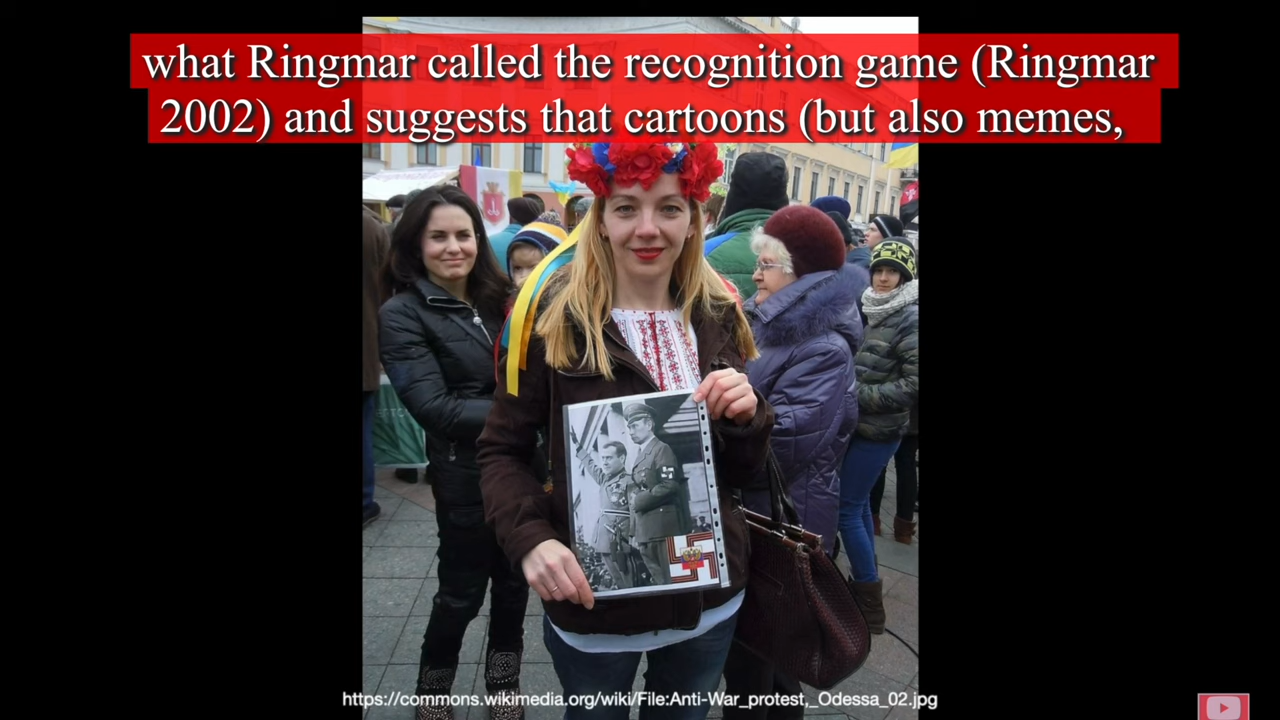 what Ringmar called the recognition game (Ringmar
2002) and suggests that cartoons (but also memes,
https://commons.wikimedia.org/wiki/File:Anti-War_protest,_Odessa_02.jpg